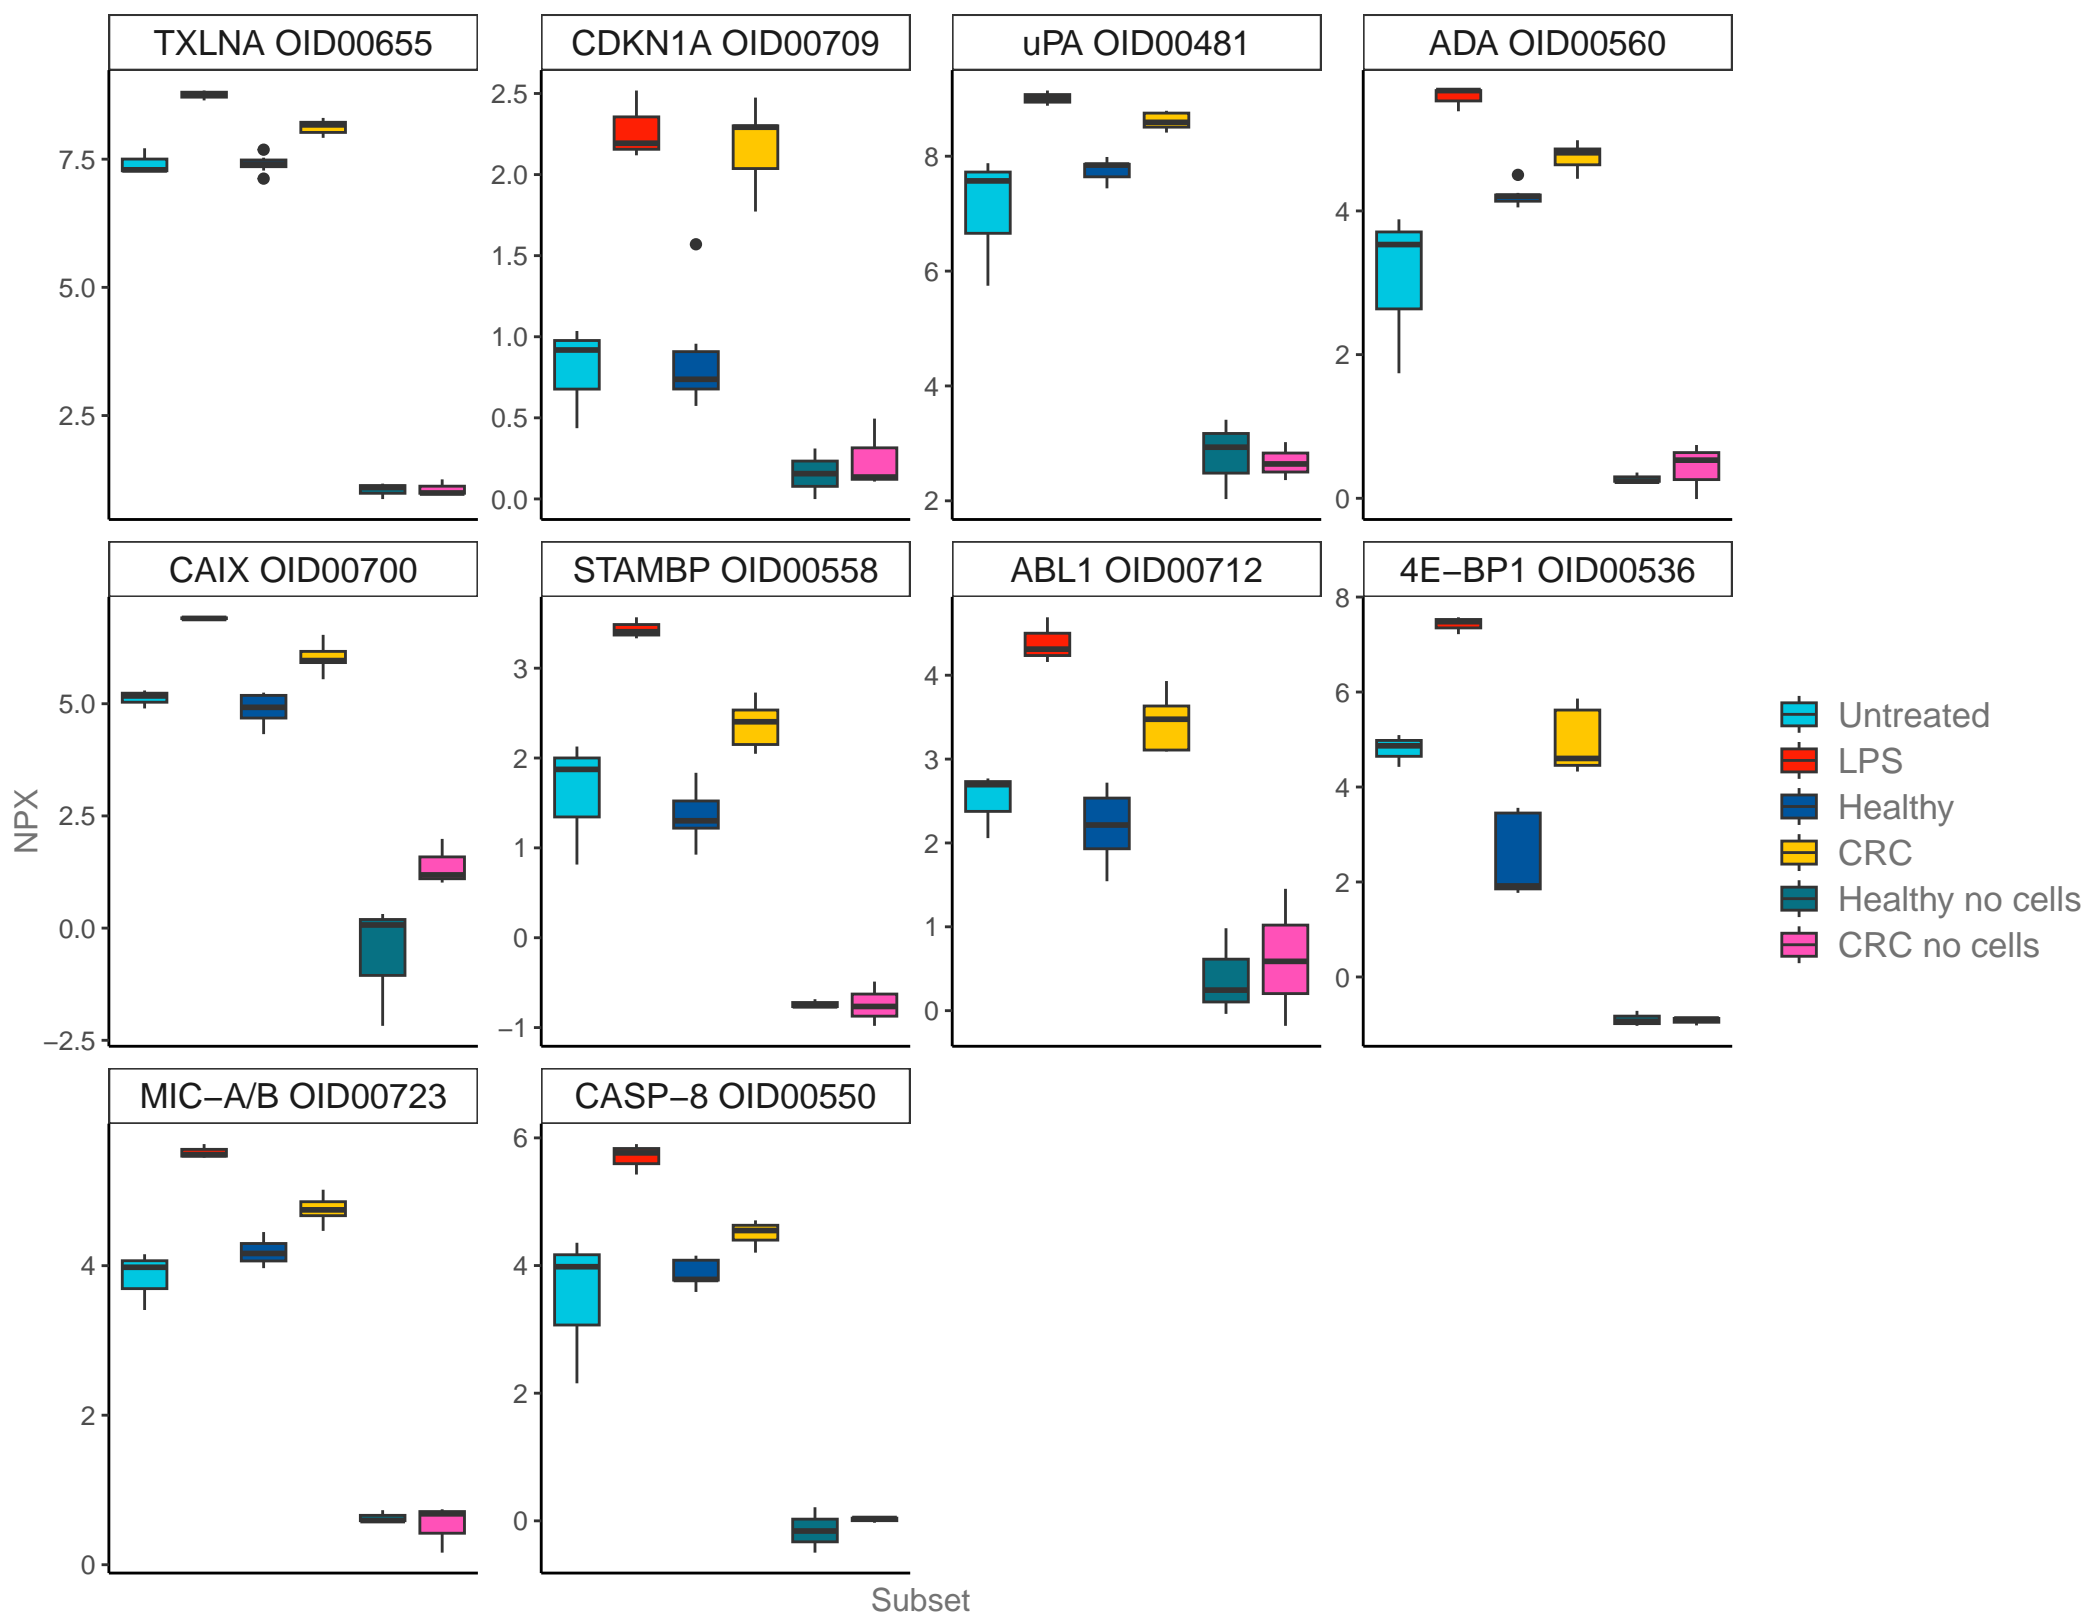 TXLNA OID00655
CDKN1A OID00709
uPA OID00481
ADA OID00560
7.5
5.0
2.5
2.5
2.0
1.5
1.0
0.5
0.0
8
6
4
2
4
2
0
CAIX OID00700
STAMBP OID00558
ABL1 OID00712
4E−BP1 OID00536
5.0
2.5
0.0
−2.5
3
2
1
0
−1
4
3
2
1
0
8
6
4
2
0
MIC−A/B OID00723
CASP−8 OID00550
4
2
0
6
4
2
0
NPX
Subset
Untreated
LPS
Healthy
CRC
Healthy no cells
CRC no cells